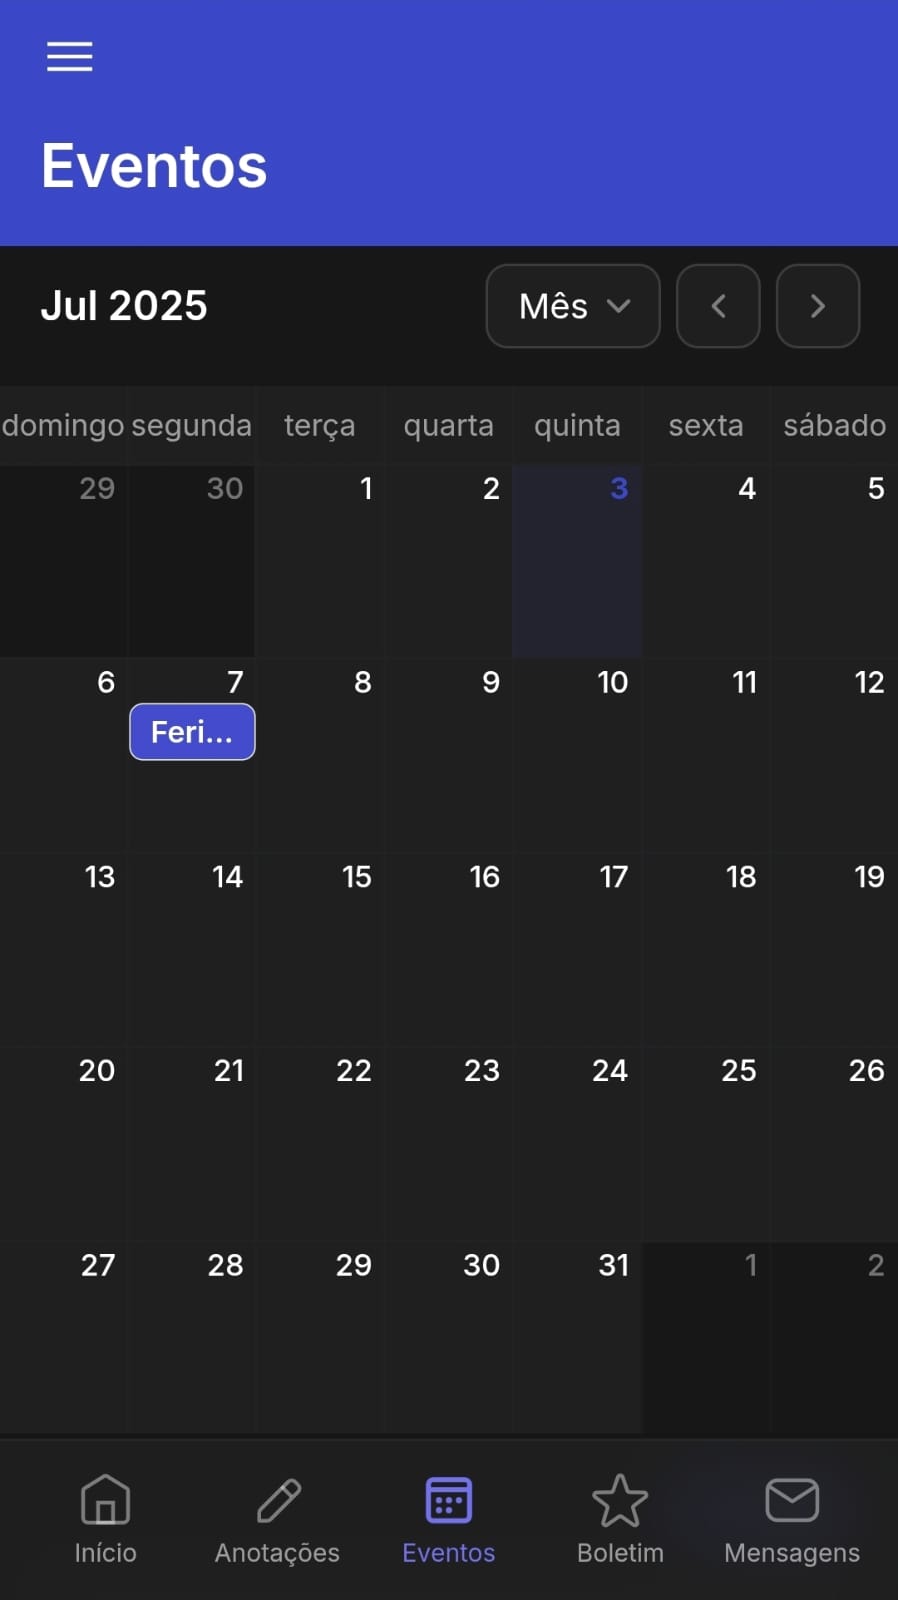 Eventos
Jul 2025 Mês
domingo segunda terça quarta quinta sexta sábado
29 30 1 2 3 4 5
6 7 8 9 10 11 12
Feri...
13 14 15 16 17 18 19
20 21 22 23 24 25 26
27 28 29 30 31 1 2
Início Anotações Eventos Boletim Mensagens